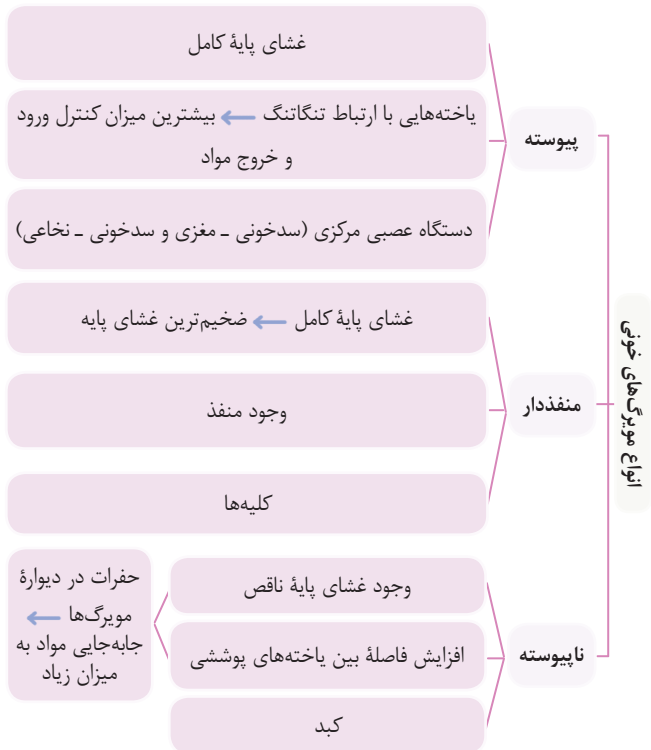 انواع مویرگ‌های خونی
پیوسته
غشای پایهٔ کامل
یاخته‌هایی با ارتباط تنگاتنگ ← بیشترین میزان کنترل ورود
و خروج مواد
دستگاه عصبی مرکزی (سدخونی ـ مغزی و سدخونی ـ نخاعی)
منفذدار
غشای پایهٔ کامل ← ضخیم‌ترین غشای پایه
وجود منفذ
کلیه‌ها
ناپیوسته
وجود غشای پایهٔ ناقص
افزایش فاصلهٔ بین یاخته‌های پوششی
حفرات در دیوارهٔ
مویرگ‌ها ←
جابه‌جایی مواد به
میزان زیاد
کبد